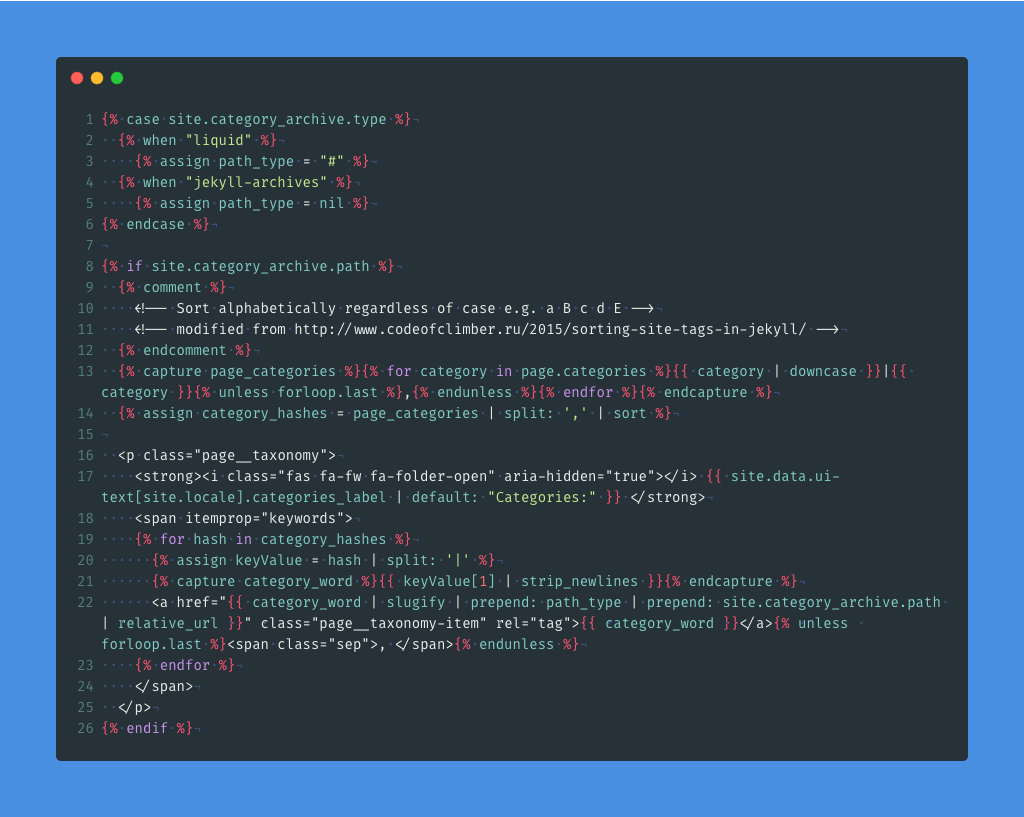 1 {% case site.category_archive.type %}
2   {% when "liquid" %}
3     {% assign path_type = "#" %}
4   {% when "jekyll-archives" %}
5     {% assign path_type = nil %}
6 {% endcase %}
7
8 {% if site.category_archive.path %}
9   {% comment %}
10     <!-- Sort alphabetically regardless of case e.g. a B c d E -->
11     <!-- modified from http://www.codeofclimber.ru/2015/sorting-site-tags-in-jekyll/ -->
12   {% endcomment %}
13   {% capture page_categories %}{% for category in page.categories %}{{ category | downcase }}|{{
category }}{% unless forloop.last %},{% endunless %}{% endfor %}{% endcapture %}
14   {% assign category_hashes = page_categories | split: ',' | sort %}
15
16   <p class="page__taxonomy">
17     <strong><i class="fas fa-fw fa-folder-open" aria-hidden="true"></i> {{ site.data.ui-
text[site.locale].categories_label | default: "Categories:" }} </strong>
18     <span itemprop="keywords">
19     {% for hash in category_hashes %}
20       {% assign keyValue = hash | split: '|' %}
21       {% capture category_word %}{{ keyValue[1] | strip_newlines }}{% endcapture %}
22       <a href="{{ category_word | slugify | prepend: path_type | prepend: site.category_archive.path
| relative_url }}" class="page__taxonomy-item" rel="tag">{{ category_word }}</a>{% unless
forloop.last %}<span class="sep">, </span>{% endunless %}
23     {% endfor %}
24     </span>
25   </p>
26 {% endif %}